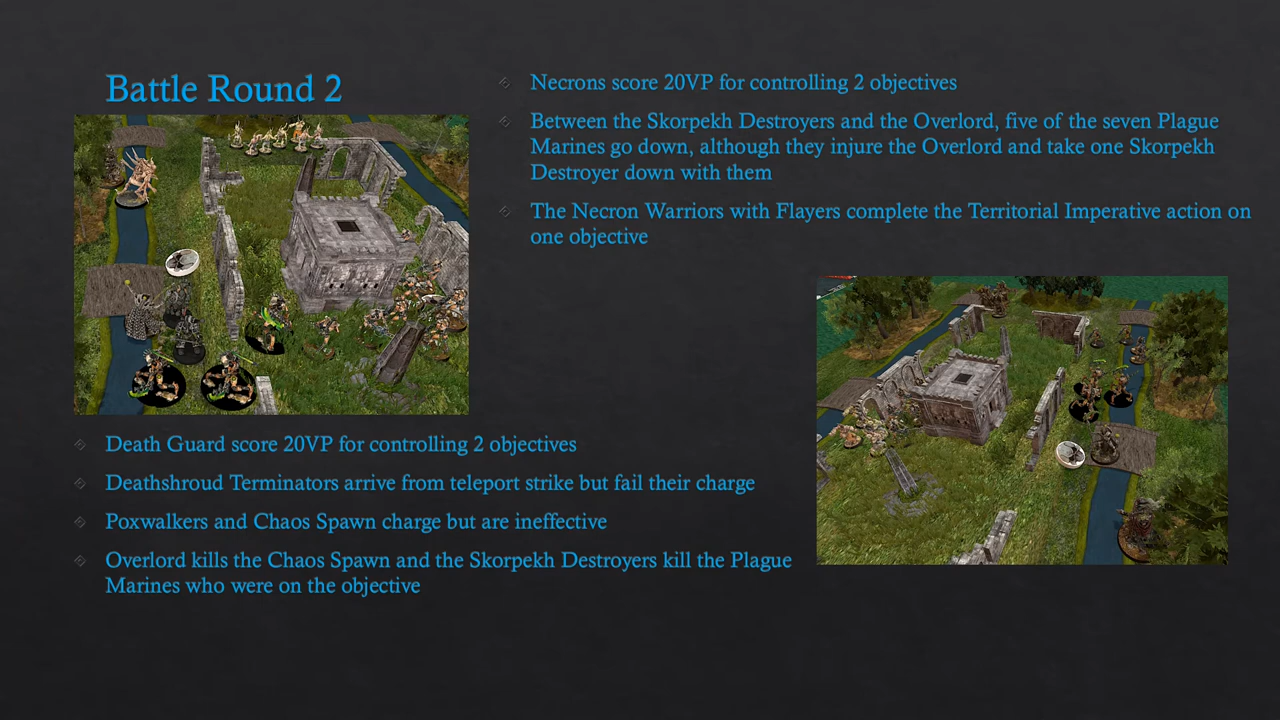 Battle Round 2
Necrons score 20VP for controlling 2 objectives
Between the Skorpekh Destroyers and the Overlord, five of the seven Plague
Marines go down, although they injure the Overlord and take one Skorpekh
Destroyer down with them
The Necron Warriors with Flayers complete the Territorial Imperative action on
one objective
Death Guard score 20VP for controlling 2 objectives
Deathshroud Terminators arrive from teleport strike but fail their charge
Poxwalkers and Chaos Spawn charge but are ineffective
Overlord kills the Chaos Spawn and the Skorpekh Destroyers kill the Plague
Marines who were on the objective